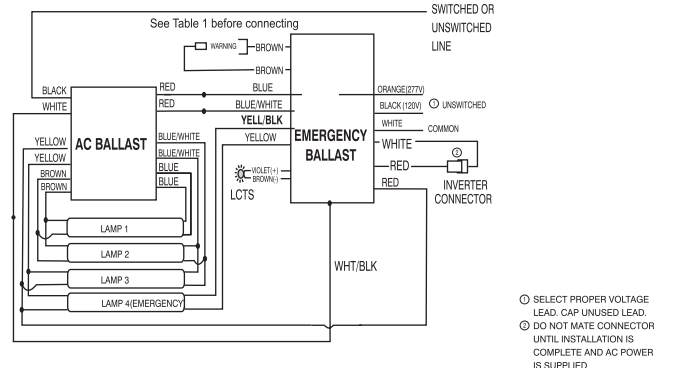 SWITCHED OR
UNSWITCHED
LINE
See Table 1 before connecting
WARNING
BROWN
BROWN
BLACK
WHITE
RED
RED
BLUE
BLUE/WHITE
YELL/BLK
YELLOW
ORANGE(277V)
BLACK (120V) ① UNSWITCHED
WHITE COMMON
WHITE
②
RED
RED
INVERTER
CONNECTOR
EMERGENCY
BALLAST
AC BALLAST
YELLOW
YELLOW
BROWN
BROWN
BLUE/WHITE
BLUE/WHITE
BLUE
BLUE
VIOLET(+)
BROWN(-)
LCTS
LAMP 1
LAMP 2
LAMP 3
LAMP 4(EMERGENCY
WHT/BLK
① SELECT PROPER VOLTAGE
LEAD. CAP UNUSED LEAD.
② DO NOT MATE CONNECTOR
UNTIL INSTALLATION IS
COMPLETE AND AC POWER
IS SUPPLIED